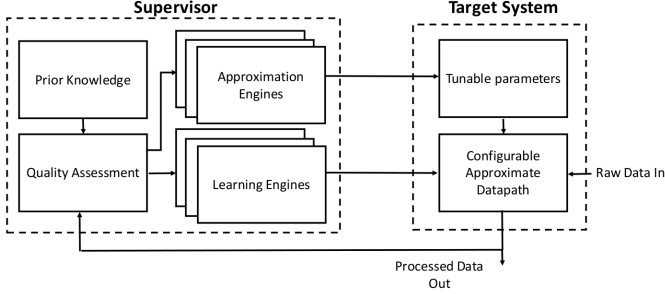 Supervisor
Target System
Prior Knowledge
Approximation
Engines
Tunable parameters
Quality Assessment
Learning Engines
Configurable
Approximate
Datapath
Raw Data In
Processed Data
Out